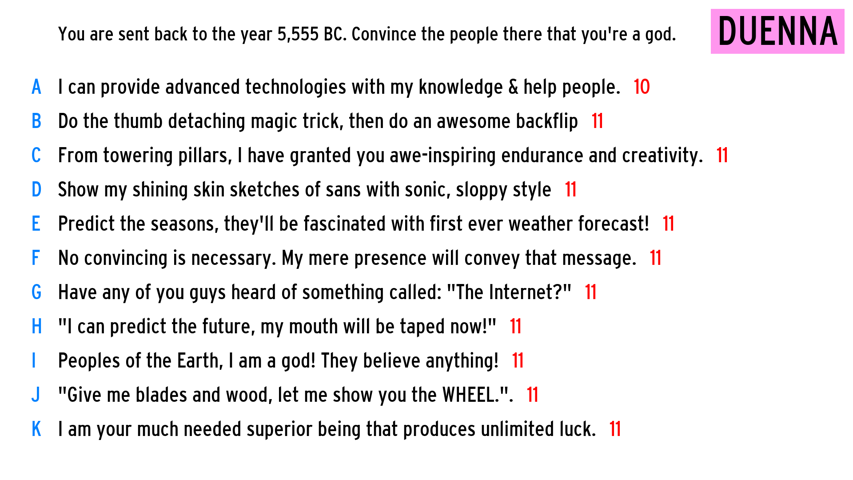 You are sent back to the year 5,555 BC. Convince the people there that you're a god.
DUENNA
A I can provide advanced technologies with my knowledge & help people. 10
B Do the thumb detaching magic trick, then do an awesome backflip 11
C From towering pillars, I have granted you awe-inspiring endurance and creativity. 11
D Show my shining skin sketches of sans with sonic, sloppy style 11
E Predict the seasons, they'll be fascinated with first ever weather forecast! 11
F No convincing is necessary. My mere presence will convey that message. 11
G Have any of you guys heard of something called: "The Internet?" 11
H "I can predict the future, my mouth will be taped now!" 11
I Peoples of the Earth, I am a god! They believe anything! 11
J "Give me blades and wood, let me show you the WHEEL.". 11
K I am your much needed superior being that produces unlimited luck. 11